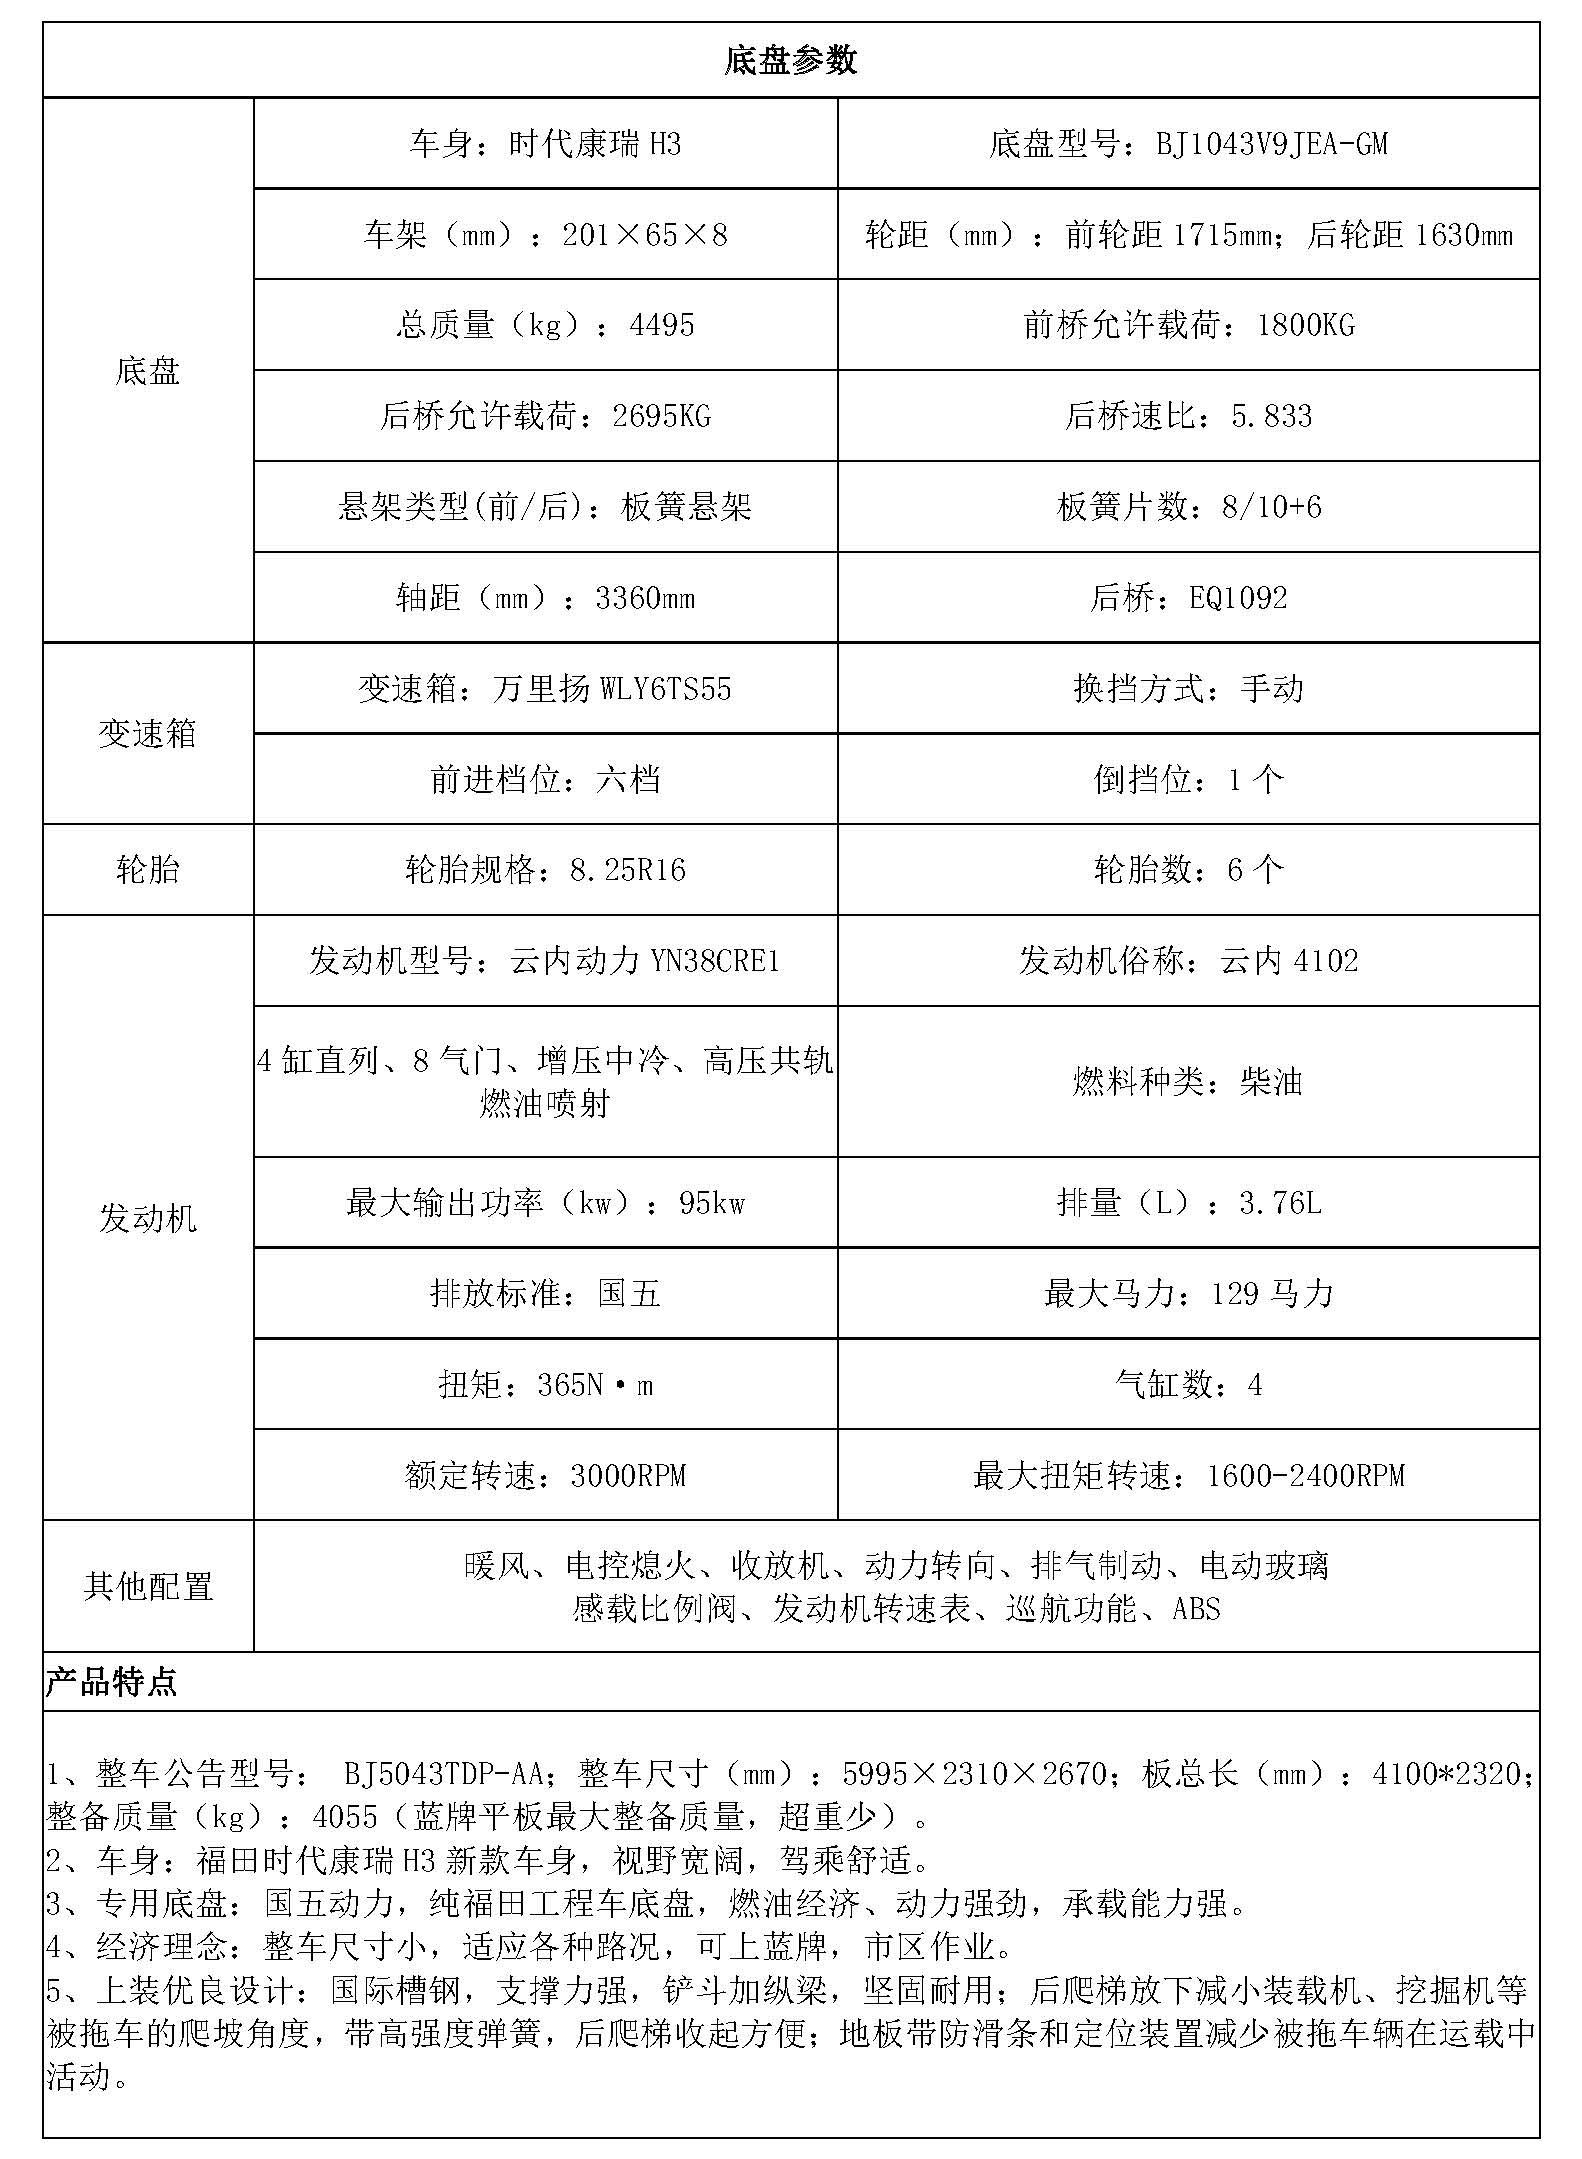 底盘参数
底盘
车身：时代康瑞 H3
底盘型号：BJ1043V9JEA-GM
车架（mm）：201×65×8
轮距（mm）：前轮距 1715mm；后轮距 1630mm
总质量（kg）：4495
前桥允许载荷：1800KG
后桥允许载荷：2695KG
后桥速比：5.833
悬架类型(前/后)：板簧悬架
板簧片数：8/10+6
轴距（mm）：3360mm
后桥：EQ1092
变速箱
变速箱：万里扬 WLY6TS55
换挡方式：手动
前进档位：六档
倒挡位：1 个
轮胎
轮胎规格：8.25R16
轮胎数：6 个
发动机
发动机型号：云内动力 YN38CRE1
发动机俗称：云内 4102
4 缸直列、8 气门、增压中冷、高压共轨
燃油喷射
燃料种类：柴油
最大输出功率（kw）：95kw
排量（L）：3.76L
排放标准：国五
最大马力：129 马力
扭矩：365N·m
气缸数：4
额定转速：3000RPM
最大扭矩转速：1600-2400RPM
其他配置
暖风、电控熄火、收放机、动力转向、排气制动、电动玻璃
感载比例阀、发动机转速表、巡航功能、ABS
产品特点
1、整车公告型号： BJ5043TDP-AA；整车尺寸（mm）：5995×2310×2670；板总长（mm）：4100*2320；
整备质量（kg）：4055（蓝牌平板最大整备质量，超重少）。
2、车身：福田时代康瑞 H3 新款车身，视野宽阔，驾乘舒适。
3、专用底盘：国五动力，纯福田工程车底盘，燃油经济、动力强劲，承载能力强。
4、经济理念：整车尺寸小，适应各种路况，可上蓝牌，市区作业。
5、上装优良设计：国际槽钢，支撑力强，铲斗加纵梁，坚固耐用；后爬梯放下减小装载机、挖掘机等
被拖车的爬坡角度，带高强度弹簧，后爬梯收起方便；地板带防滑条和定位装置减少被拖车辆在运载中
活动。